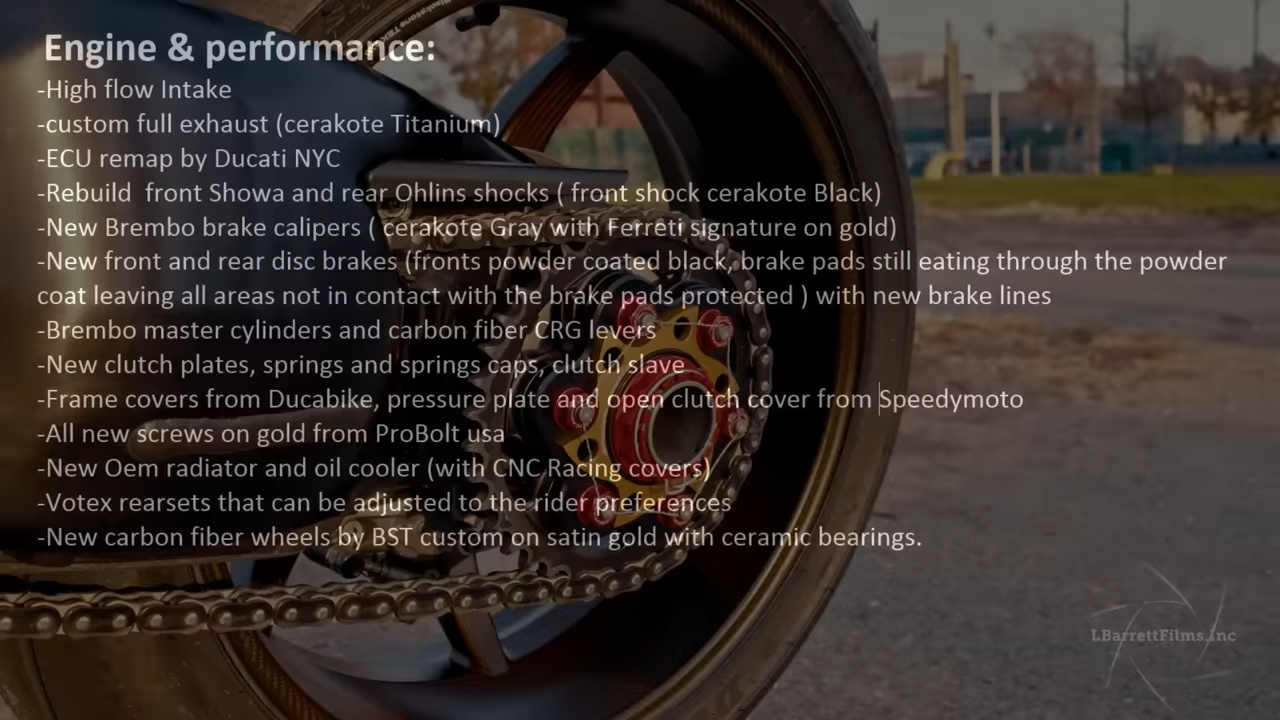 Engine & performance:
-High flow Intake
-custom full exhaust (cerakote Titanium)
-ECU remap by Ducati NYC
-Rebuild  front Showa and rear Ohlins shocks ( front shock cerakote Black)
-New Brembo brake calipers ( cerakote Gray with Ferreti signature on gold)
-New front and rear disc brakes (fronts powder coated black, brake pads still eating through the powder
coat leaving all areas not in contact with the brake pads protected ) with new brake lines
-Brembo master cylinders and carbon fiber CRG levers
-New clutch plates, springs and springs caps, clutch slave
-Frame covers from Ducabike, pressure plate and open clutch cover from Speedymoto
-All new screws on gold from ProBolt usa
-New Oem radiator and oil cooler (with CNC Racing covers)
-Votex rearsets that can be adjusted to the rider preferences
-New carbon fiber wheels by BST custom on satin gold with ceramic bearings.
LBarrettFilms.Inc